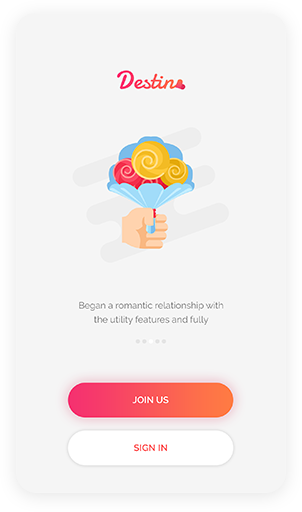 Destino
Began a romantic relationship with
the utility features and fully
JOIN US
SIGN IN